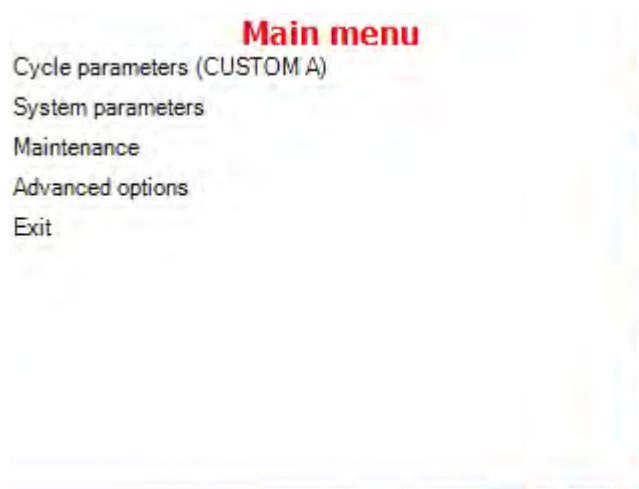 Main menu
Cycle parameters (CUSTOM A)
System parameters
Maintenance
Advanced options
Exit